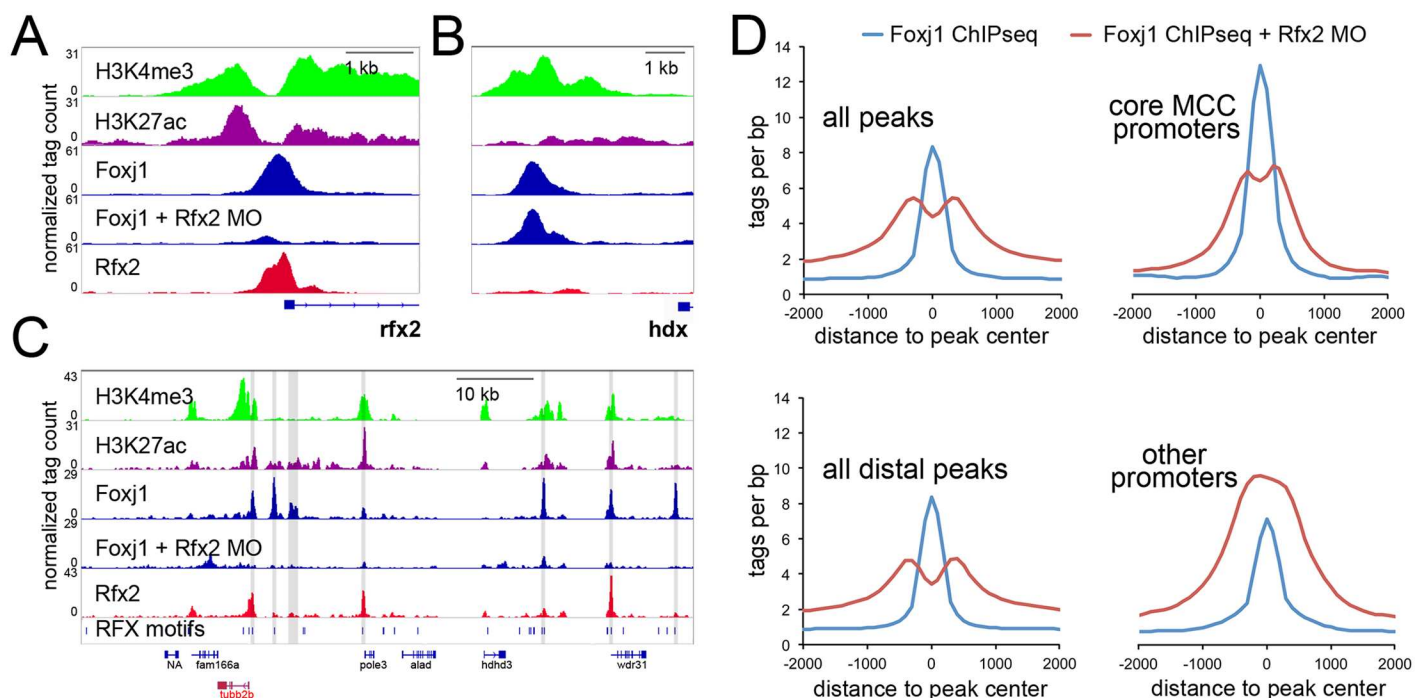 A
31
H3K4me3
1 kb
0
31
H3K27ac
0
61
Foxj1
0
61
Foxj1 + Rfx2 MO
0
61
Rfx2
0
normalized tag count
rfx2
B
1 kb
hdx
C
43
H3K4me3
10 kb
0
31
H3K27ac
0
29
Foxj1
0
29
Foxj1 + Rfx2 MO
0
43
Rfx2
0
RFX motifs
normalized tag count
NA fam166a pole3 alad hdhd3 wdr31
tubb2b
D
Foxj1 ChIPseq Foxj1 ChIPseq + Rfx2 MO
14
12
10
8
6
4
2
0
tags per bp
all peaks
-2000 -1000 0 1000 2000
distance to peak center
core MCC
promoters
-2000 -1000 0 1000 2000
distance to peak center
14
12
10
8
6
4
2
0
tags per bp
all distal peaks
-2000 -1000 0 1000 2000
distance to peak center
other
promoters
-2000 -1000 0 1000 2000
distance to peak center